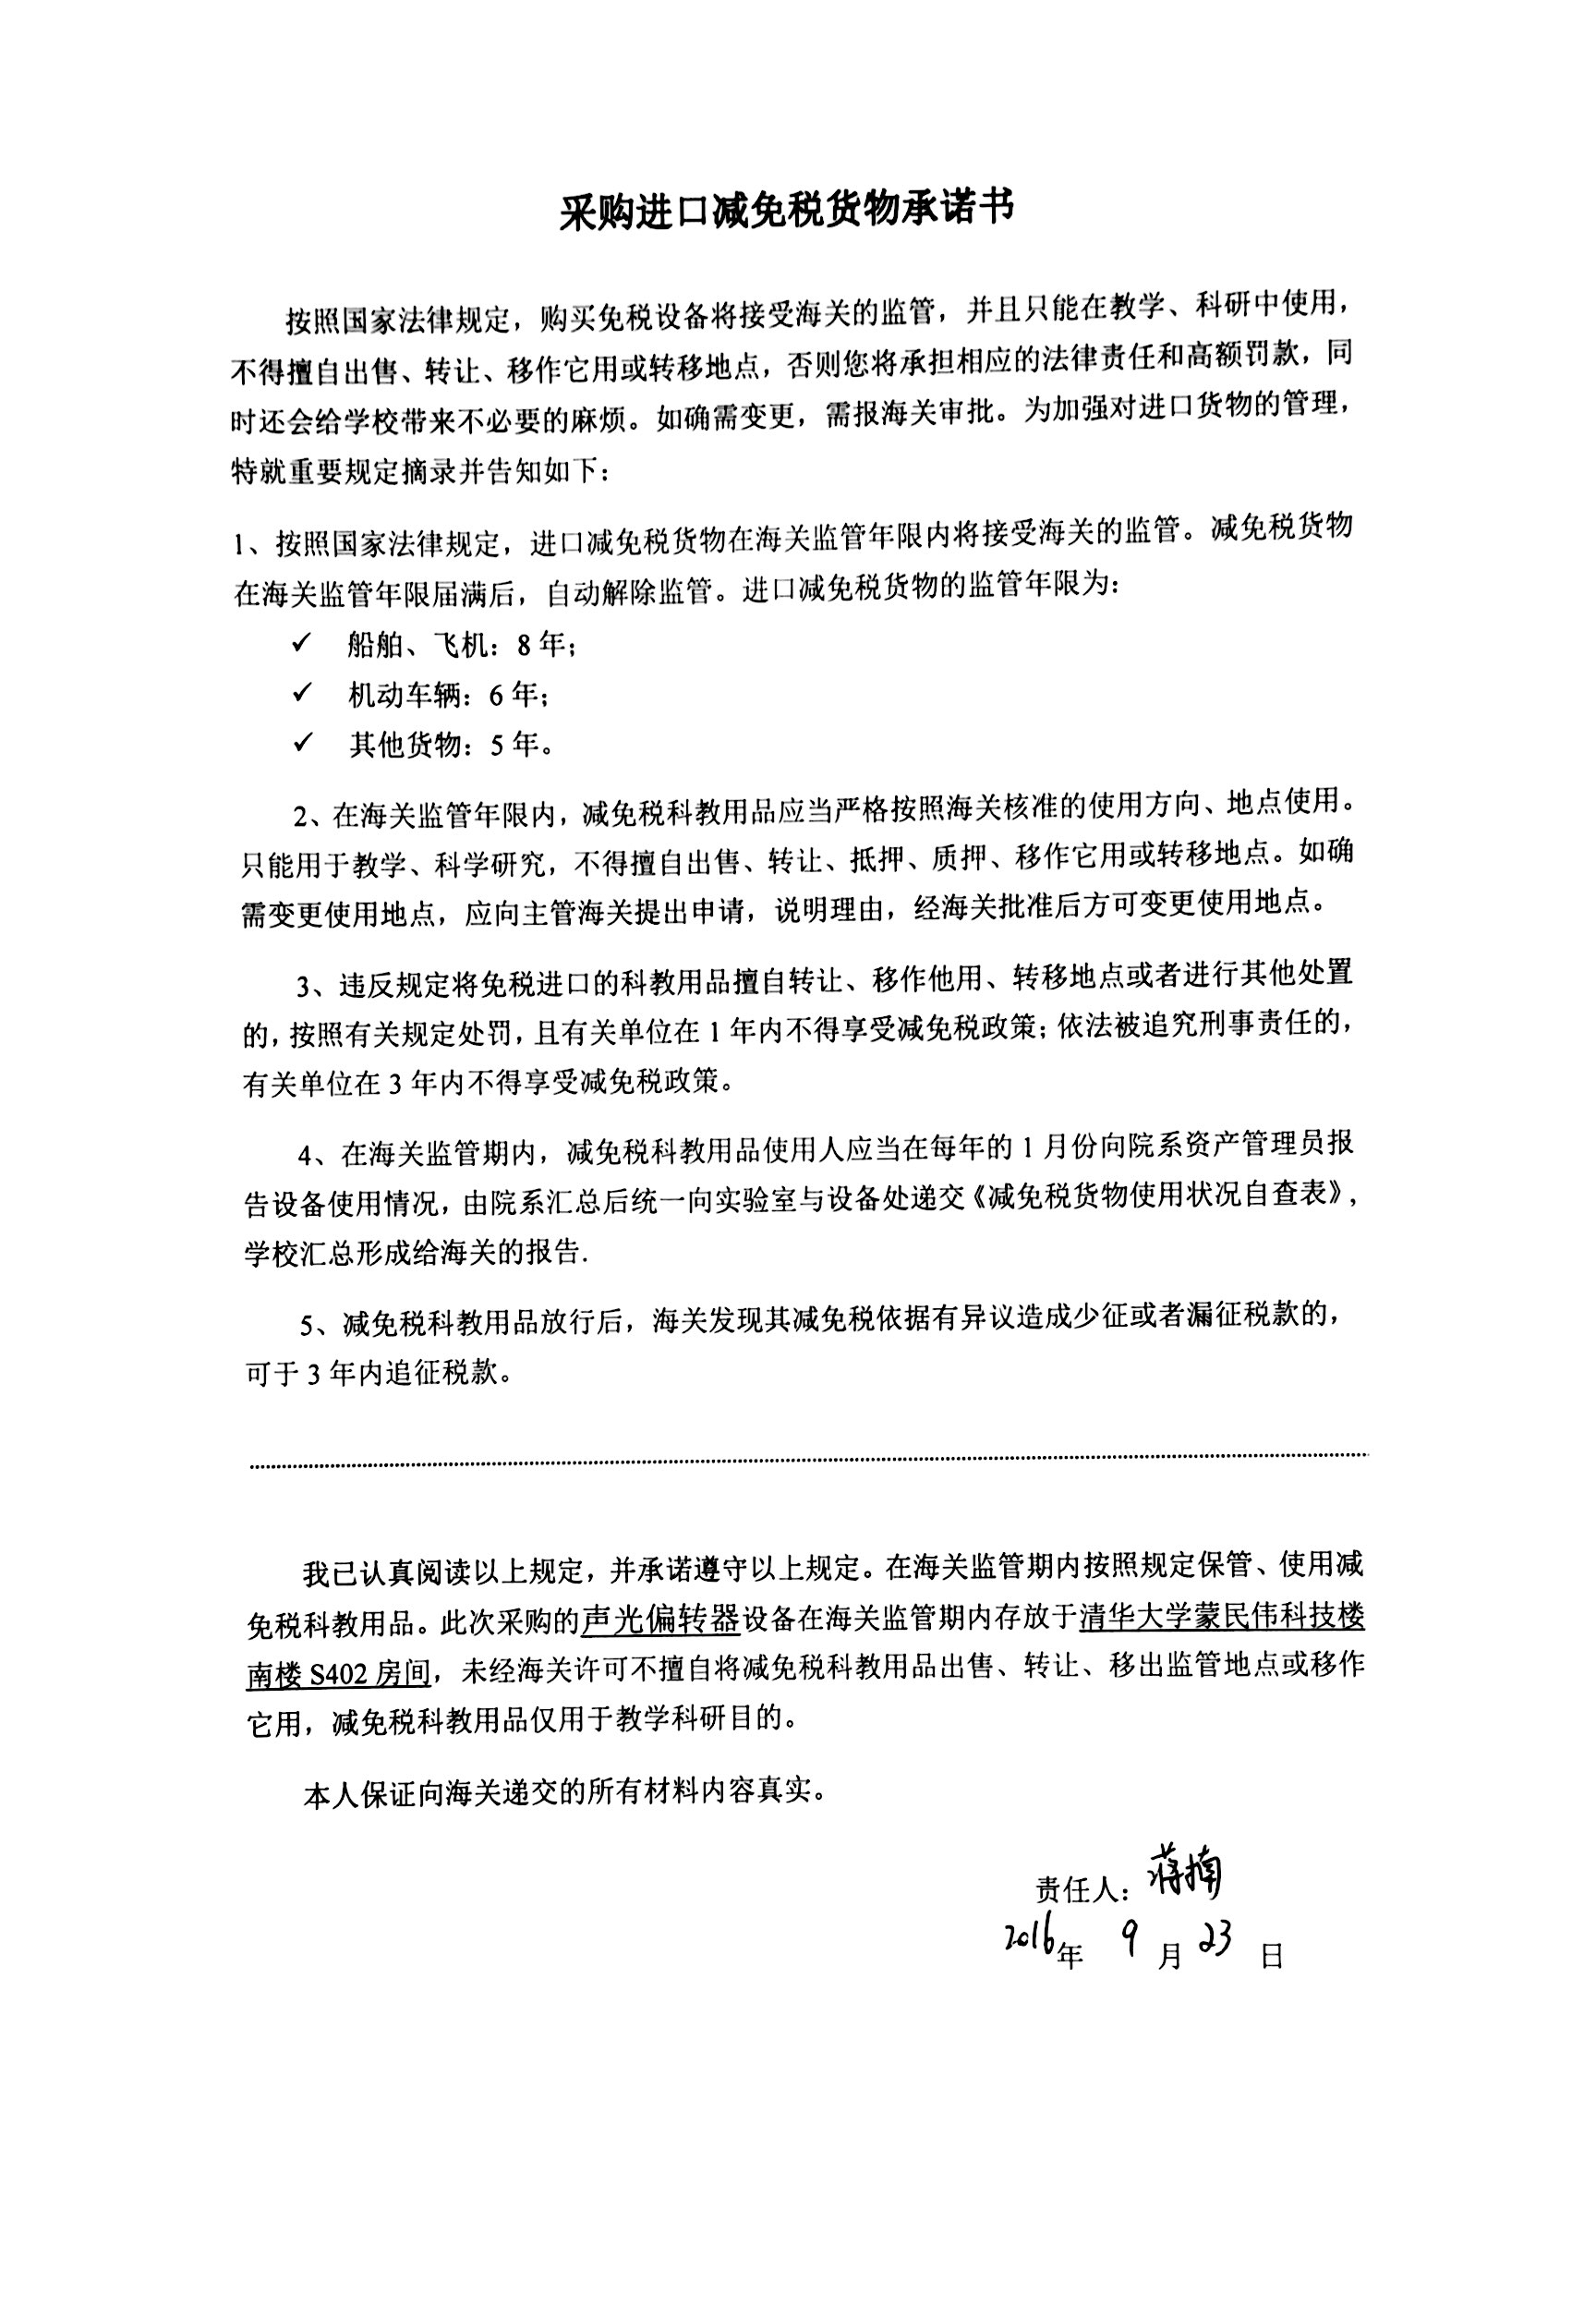 采购进口减免税货物承诺书
按照国家法律规定，购买免税设备将接受海关的监管，并且只能在教学、科研中使用，
不得擅自出售、转让、移作它用或转移地点，否则您将承担相应的法律责任和高额罚款，同
时还会给学校带来不必要的麻烦。如确需变更，需报海关审批。为加强对进口货物的管理，
特就重要规定摘录并告知如下：
1、按照国家法律规定，进口减免税货物在海关监管年限内将接受海关的监管。减免税货物
在海关监管年限届满后，自动解除监管。进口减免税货物的监管年限为：
✓ 船舶、飞机：8 年；
✓ 机动车辆：6 年；
✓ 其他货物：5 年。
2、在海关监管年限内，减免税科教用品应当严格按照海关核准的使用方向、地点使用。
只能用于教学、科学研究，不得擅自出售、转让、抵押、质押、移作它用或转移地点。如确
需变更使用地点，应向主管海关提出申请，说明理由，经海关批准后方可变更使用地点。
3、违反规定将免税进口的科教用品擅自转让、移作他用、转移地点或者进行其他处置
的，按照有关规定处罚，且有关单位在 1 年内不得享受减免税政策；依法被追究刑事责任的，
有关单位在 3 年内不得享受减免税政策。
4、在海关监管期内，减免税科教用品使用人应当在每年的 1 月份向院系资产管理员报
告设备使用情况，由院系汇总后统一向实验室与设备处递交《减免税货物使用状况自查表》，
学校汇总形成给海关的报告.
5、减免税科教用品放行后，海关发现其减免税依据有异议造成少征或者漏征税款的，
可于 3 年内追征税款。
我已认真阅读以上规定，并承诺遵守以上规定。在海关监管期内按照规定保管、使用减
免税科教用品。此次采购的声光偏转器设备在海关监管期内存放于清华大学蒙民伟科技楼
南楼 S402 房间，未经海关许可不擅自将减免税科教用品出售、转让、移出监管地点或移作
它用，减免税科教用品仅用于教学科研目的。
本人保证向海关递交的所有材料内容真实。
责任人：蒋楠
2016年 9 月 23 日